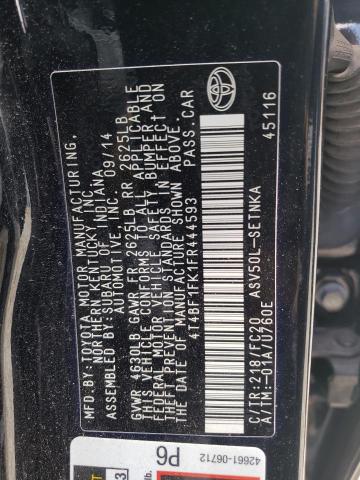 MFD.BY:TOYOTA MOTOR MANUFACTURING,
NORTHERN KENTUCKY, INC.
ASSEMBLED BY:SUBARU OF INDIANA
AUTOMOTIVE, INC. 09/14
GVWR 4630LB GAWR FR 2625LB RR 2625LB
THIS VEHICLE CONFORMS TO ALL APPLICABLE
FEDERAL MOTOR VEHICLE SAFETY, BUMPER, AND
THEFT PREVENTION STANDARDS IN EFFECT ON
THE DATE OF MANUFACTURE SHOWN ABOVE.
4T4BF1FK1FR444593 PASS.CAR
C/TR:218/FC20 ASV50L-SETNKA
A/TM:-01A/U760E 45116
42661-06712
P6